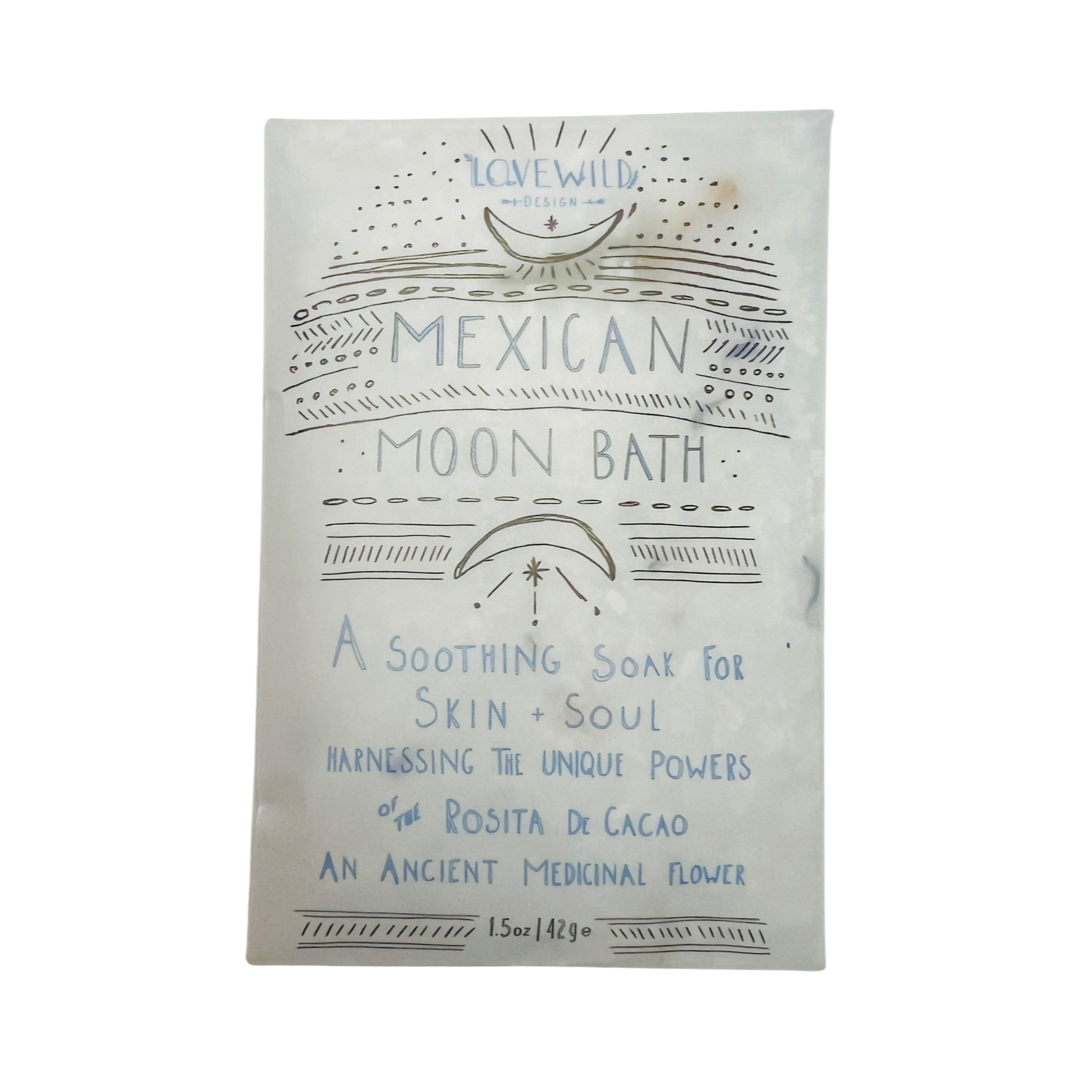 LOVEWILD
DESIGN
MEXICAN
MOON BATH
A SOOTHING SOAK FOR
SKIN + SOUL
HARNESSING THE UNIQUE POWERS
OF THE ROSITA DE CACAO
AN ANCIENT MEDICINAL FLOWER
1.5oz | 42g e